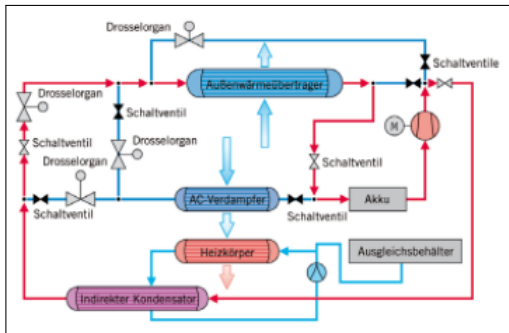 Drosselorgan
Schaltventile
Außenwärmeübertrager
Drosselorgan
Drosselorgan
Schaltventil
Schaltventil
Drosselorgan
M
Schaltventil
Schaltventil
AC-Verdampfer
Schaltventil
Akku
Heizkörper
Ausgleichsbehälter
Indirekter Kondensator